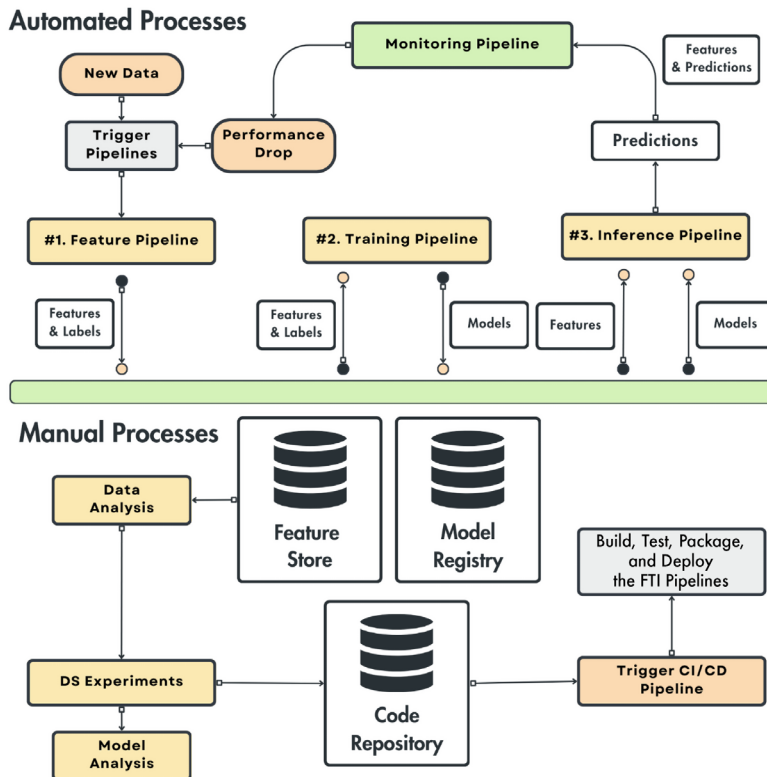 Automated Processes
Monitoring Pipeline
Features
& Predictions
New Data
Trigger
Pipelines
Performance
Drop
Predictions
#1. Feature Pipeline
#2. Training Pipeline
#3. Inference Pipeline
Features
& Labels
Features
& Labels
Models
Features
Models
Manual Processes
Data
Analysis
Feature
Store
Model
Registry
Build, Test, Package,
and Deploy
the FTI Pipelines
DS Experiments
Code
Repository
Trigger CI/CD
Pipeline
Model
Analysis